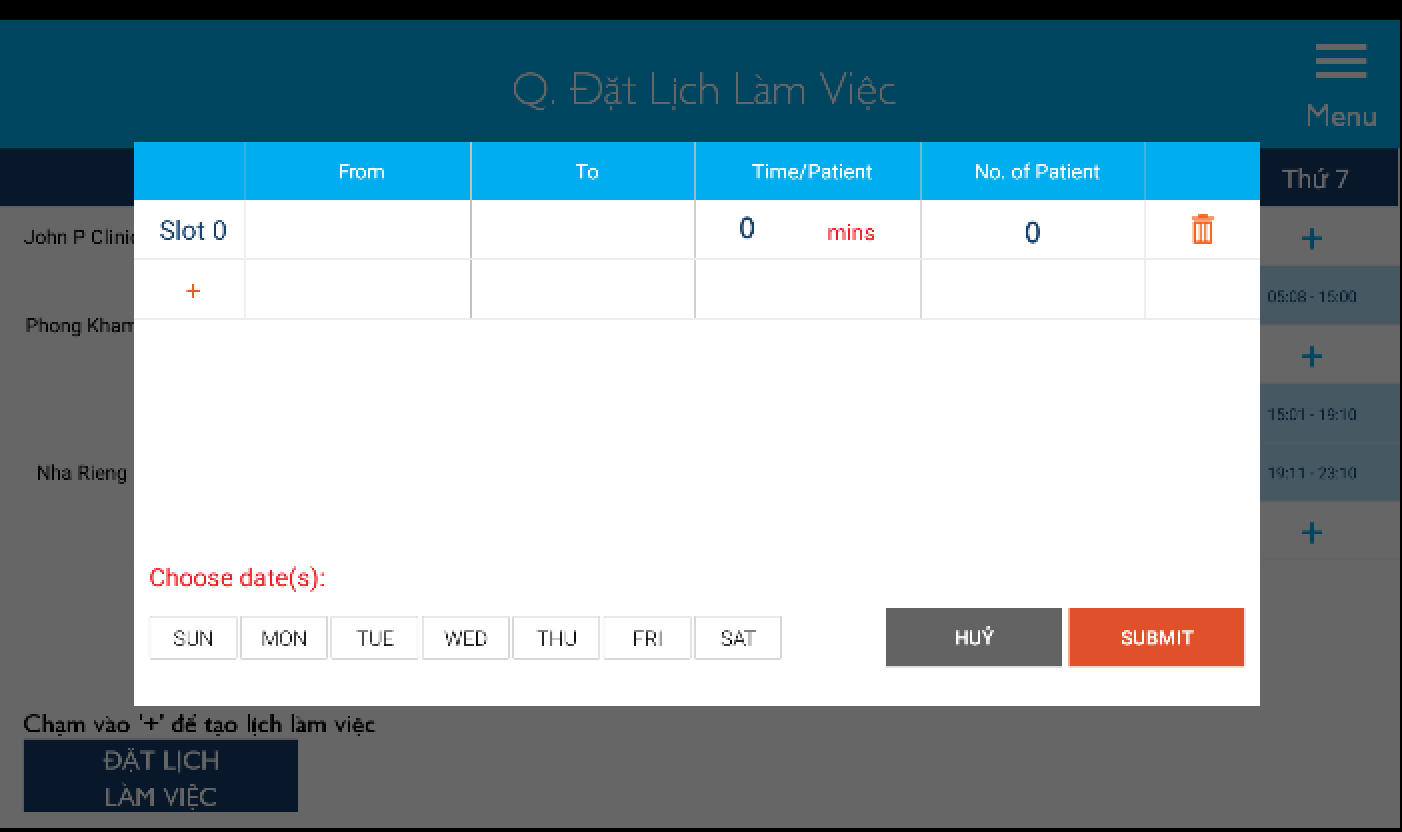 Q. Đặt Lịch Làm Việc
Menu
From To Time/Patient No. of Patient
Thứ 7
Slot 0 0 mins 0
John P Clinic
+
+
05:08 - 15:00
Phong Kham
+
15:01 - 19:10
Nha Rieng
19:11 - 23:10
+
Choose date(s):
SUN MON TUE WED THU FRI SAT
HUỶ SUBMIT
Chạm vào '+' để tạo lịch làm việc
ĐẶT LỊCH
LÀM VIỆC